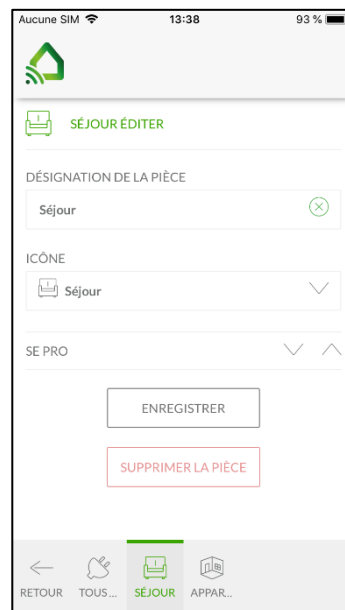 Aucune SIM 13:38 93 %
SÉJOUR ÉDITER
DÉSIGNATION DE LA PIÈCE
Séjour
ICÔNE
Séjour
SE PRO
ENREGISTRER
SUPPRIMER LA PIÈCE
RETOUR TOUS... SÉJOUR APPAR...